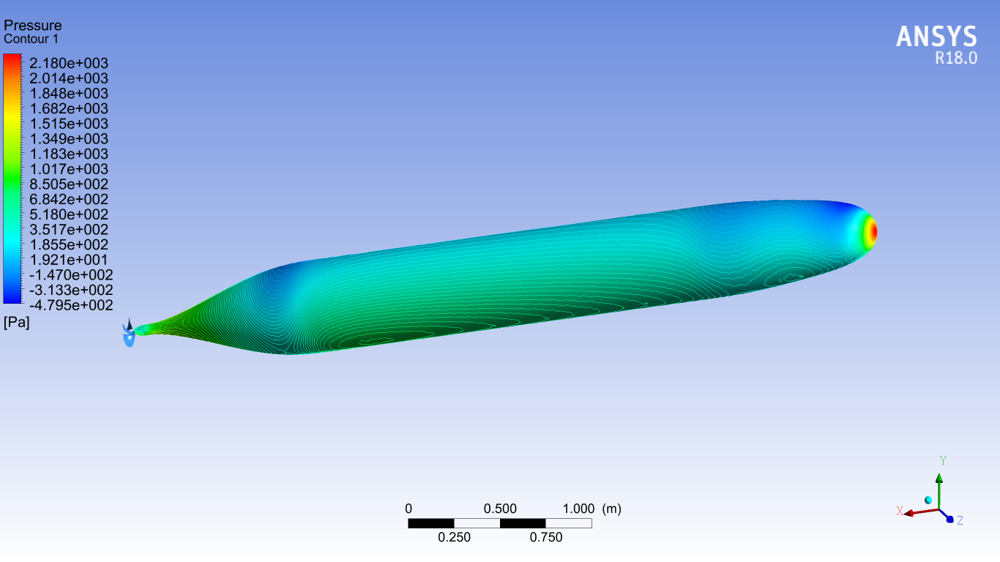 Pressure
Contour 1
2.180e+003
2.014e+003
1.848e+003
1.682e+003
1.515e+003
1.349e+003
1.183e+003
1.017e+003
8.505e+002
6.842e+002
5.180e+002
3.517e+002
1.855e+002
1.921e+001
-1.470e+002
-3.133e+002
-4.795e+002
[Pa]
ANSYS
R18.0
0 0.500 1.000 (m)
0.250 0.750
Y
X
Z